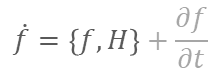 ḟ = {f, H} + ∂f/∂t